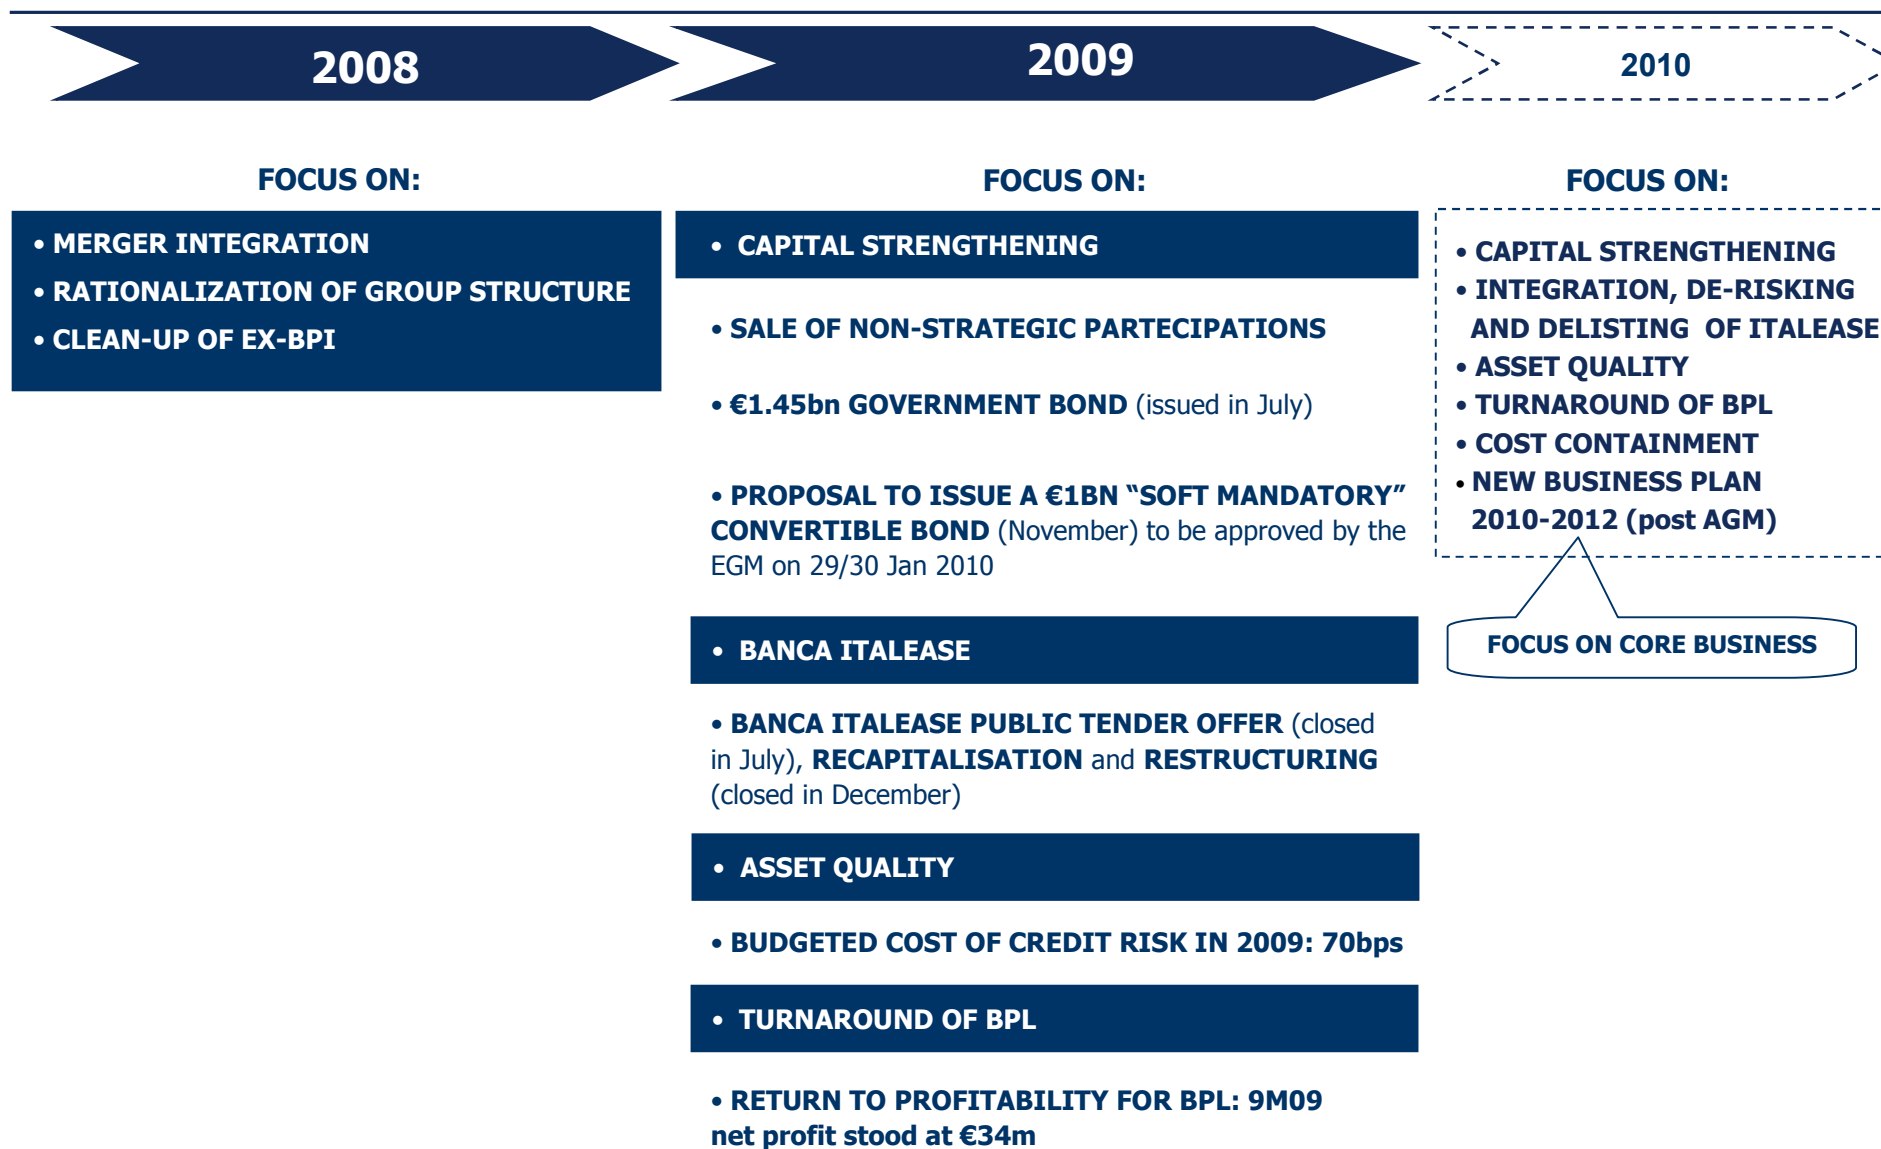 2008
2009
2010
FOCUS ON:
• MERGER INTEGRATION
• RATIONALIZATION OF GROUP STRUCTURE
• CLEAN-UP OF EX-BPI
FOCUS ON:
• CAPITAL STRENGTHENING
• SALE OF NON-STRATEGIC PARTECIPATIONS
• €1.45bn GOVERNMENT BOND (issued in July)
• PROPOSAL TO ISSUE A €1BN “SOFT MANDATORY”
CONVERTIBLE BOND (November) to be approved by the
EGM on 29/30 Jan 2010
• BANCA ITALEASE
• BANCA ITALEASE PUBLIC TENDER OFFER (closed
in July), RECAPITALISATION and RESTRUCTURING
(closed in December)
• ASSET QUALITY
• BUDGETED COST OF CREDIT RISK IN 2009: 70bps
• TURNAROUND OF BPL
• RETURN TO PROFITABILITY FOR BPL: 9M09
net profit stood at €34m
FOCUS ON:
• CAPITAL STRENGTHENING
• INTEGRATION, DE-RISKING
AND DELISTING OF ITALEASE
• ASSET QUALITY
• TURNAROUND OF BPL
• COST CONTAINMENT
• NEW BUSINESS PLAN
2010-2012 (post AGM)
FOCUS ON CORE BUSINESS